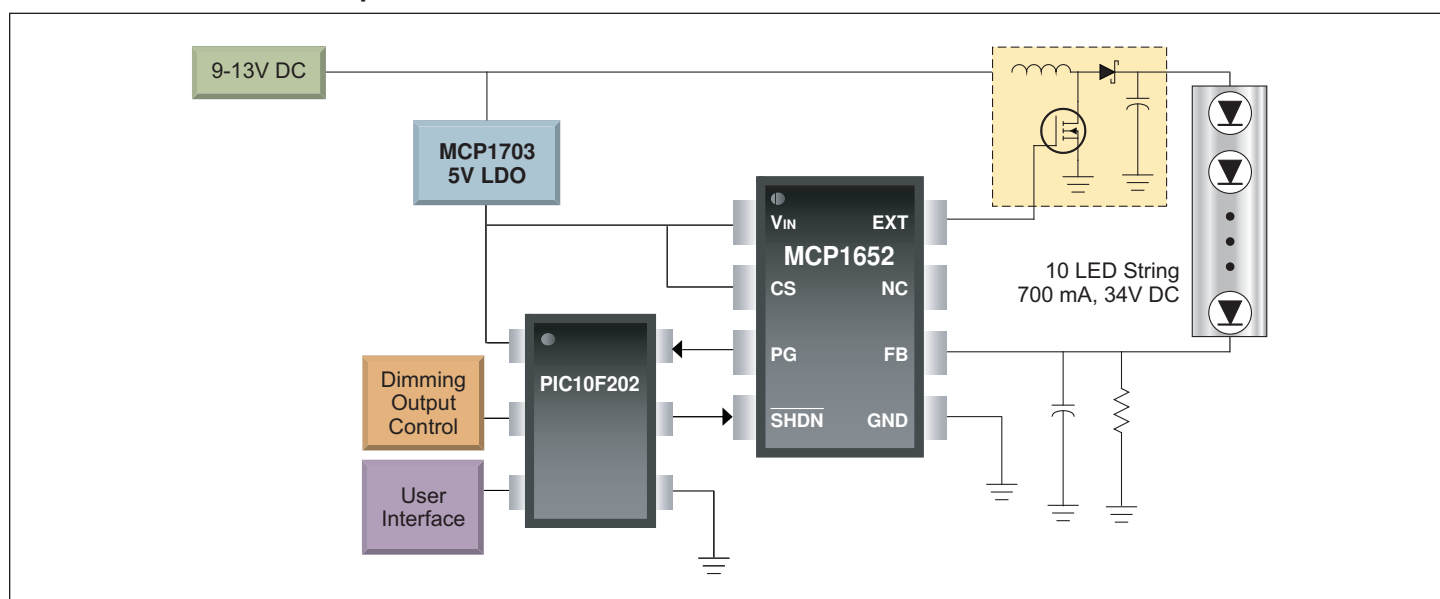 9-13V DC
MCP1703
5V LDO
VIN
EXT
MCP1652
CS
NC
PG
FB
SHDN
GND
10 LED String
700 mA, 34V DC
PIC10F202
Dimming
Output
Control
User
Interface